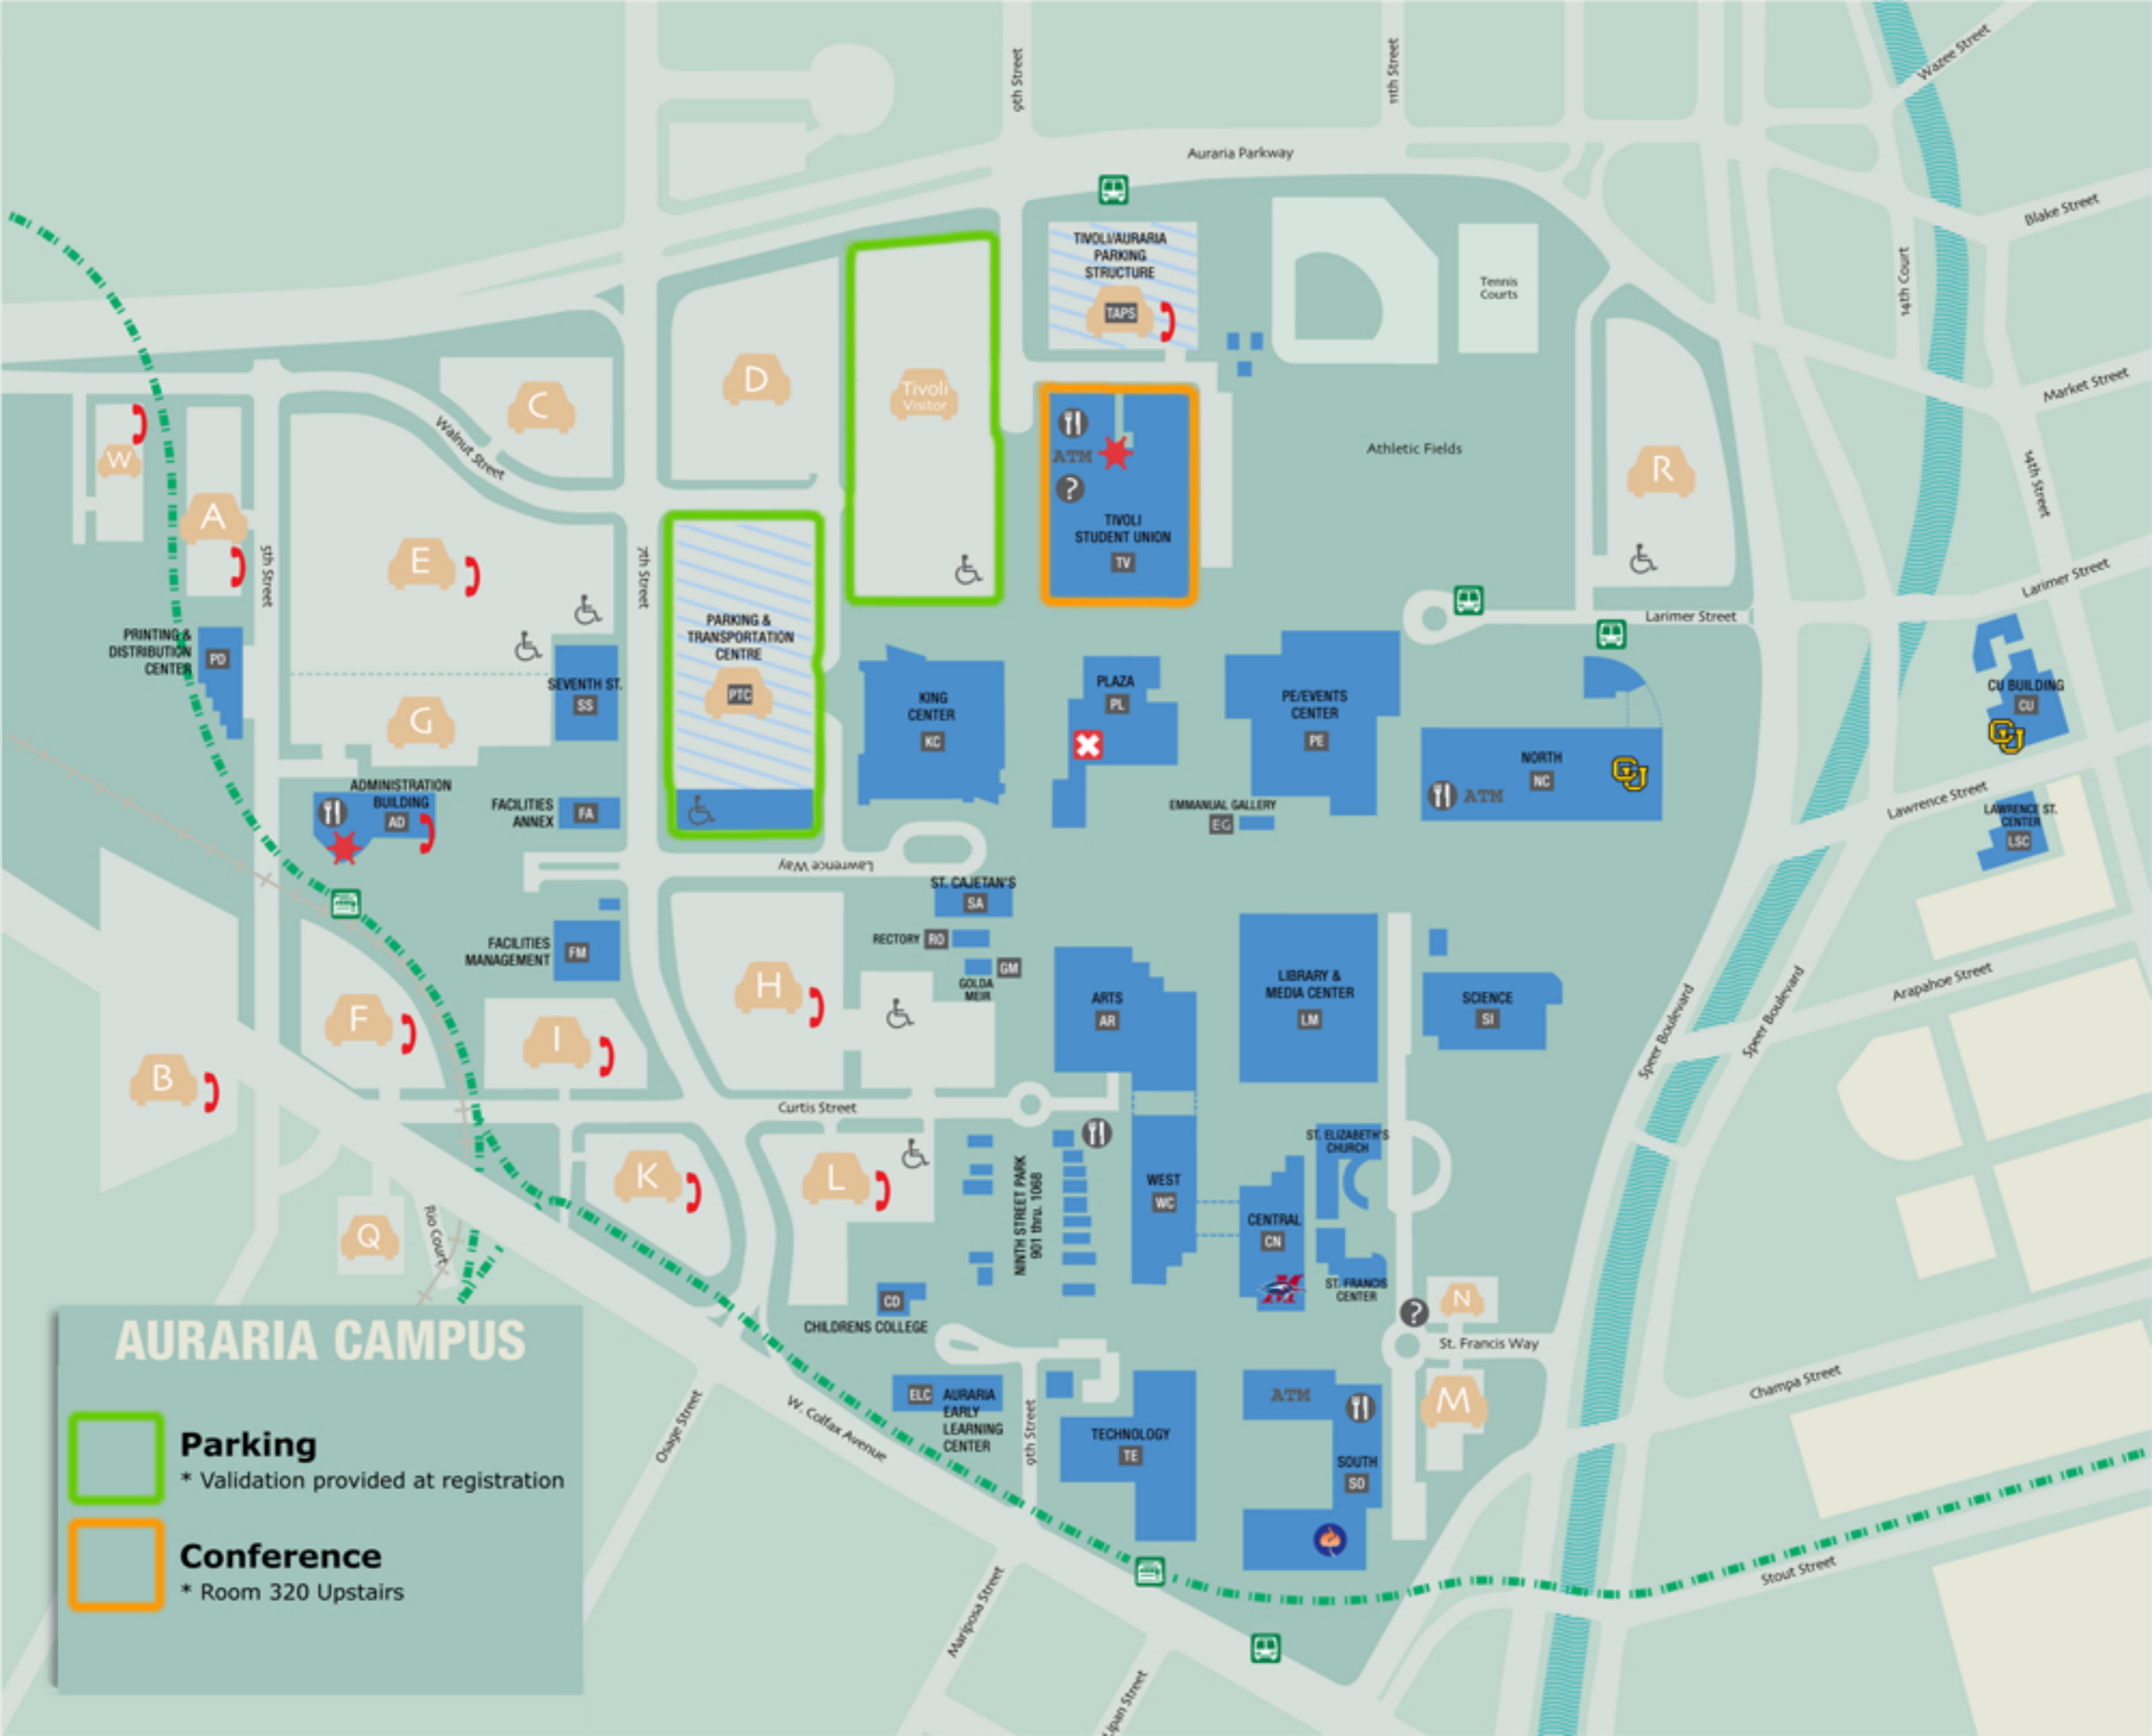 9th Street
11th Street
Wazee Street
Auraria Parkway
Blake Street
TIVOLI/AURARIA
PARKING
STRUCTURE
TAPS
Tennis
Courts
14th Court
Market Street
C
D
Tivoli
Visitor
Walnut Street
W
ATM
?
Athletic Fields
R
14th Street
A
TIVOLI
STUDENT UNION
TV
5th Street
E
7th Street
Larimer Street
Larimer Street
PRINTING &
DISTRIBUTION
CENTER
PD
PARKING &
TRANSPORTATION
CENTRE
PTC
SEVENTH ST.
SS
G
KING
CENTER
KC
PLAZA
PL
PE/EVENTS
CENTER
PE
CU BUILDING
CU
CU
NORTH
NC
CU
ATM
ADMINISTRATION
BUILDING
AD
FACILITIES
ANNEX
FA
EMMANUAL GALLERY
EG
Lawrence Street
LAWRENCE ST.
CENTER
LSC
Lawrence Way
ST. CAJETAN'S
SA
RECTORY
RO
GM
GOLDA
MEIR
FACILITIES
MANAGEMENT
FM
H
ARTS
AR
LIBRARY &
MEDIA CENTER
LM
SCIENCE
SI
Arapahoe Street
Speer Boulevard
Speer Boulevard
F
I
B
Curtis Street
ST. ELIZABETH'S
CHURCH
K
L
NINTH STREET PARK
901 thru. 1068
WEST
WC
CENTRAL
CN
M
ST. FRANCIS
CENTER
Q
Rio Court
N
?
St. Francis Way
CD
CHILDRENS COLLEGE
Champa Street
M
ELC
AURARIA
EARLY
LEARNING
CENTER
9th Street
TECHNOLOGY
TE
ATM
SOUTH
SO
Osage Street
W. Colfax Avenue
Stout Street
Mariposa Street
Lipan Street
AURARIA CAMPUS
Parking
* Validation provided at registration
Conference
* Room 320 Upstairs